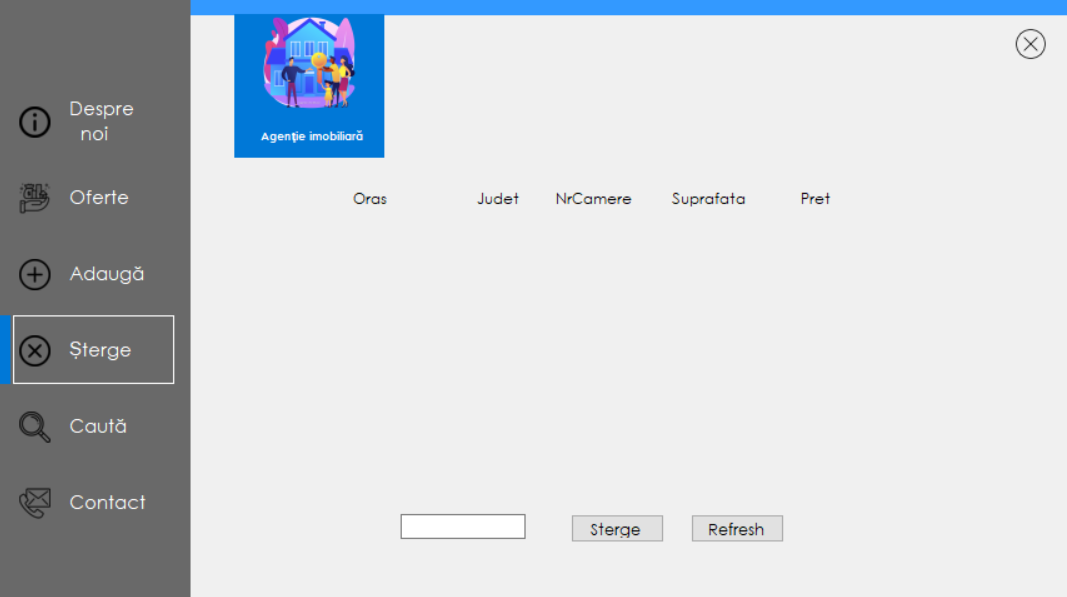 Despre
noi
Oferte
Adaugă
Șterge
Caută
Contact
Agenție imobiliară
Oras Judet NrCamere Suprafata Pret
Sterge Refresh